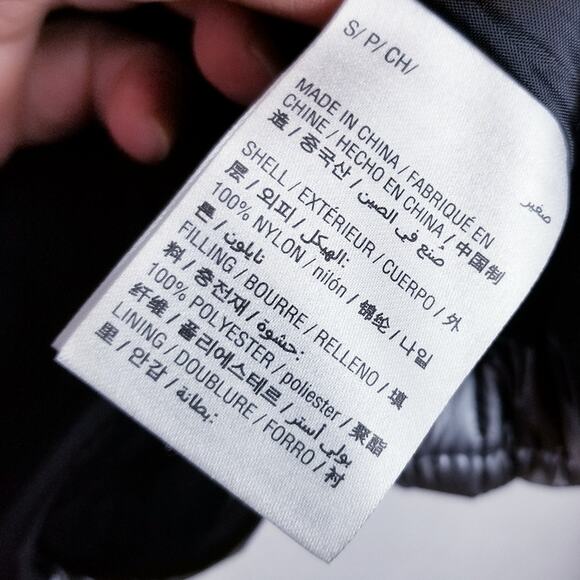 S/ P/ CH/
صغير
MADE IN CHINA / FABRIQUÉ EN
CHINE / HECHO EN CHINA / 中国制
造 / 중국산 / صنع في الصين
SHELL / EXTÉRIEUR / CUERPO / 外
层 / 외피 / الهيكل:
100% NYLON / nilón / 锦纶 / 나일
론 / نايلون
FILLING / BOURRE / RELLENO / 填
料 / 충전재 / حشوة:
100% POLYESTER / poliester / 聚酯
纤维 / 폴리에스테르 / بولي أستر
LINING / DOUBLURE / FORRO / 衬
里 / 안감 / بطانة: